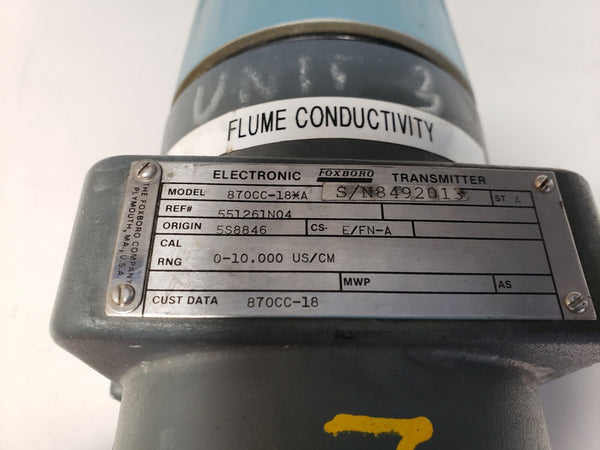 UNIT 3
FLUME CONDUCTIVITY
ELECTRONIC FOXBORO TRANSMITTER
MODEL 870CC-18*A S/N8492013 ST A
REF# 551261N04
ORIGIN 5S8846 CS- E/FN-A
CAL
RNG 0-10.000 US/CM
MWP AS
CUST DATA 870CC-18
THE FOXBORO COMPANY
PLYMOUTH, MA, U.S.A.